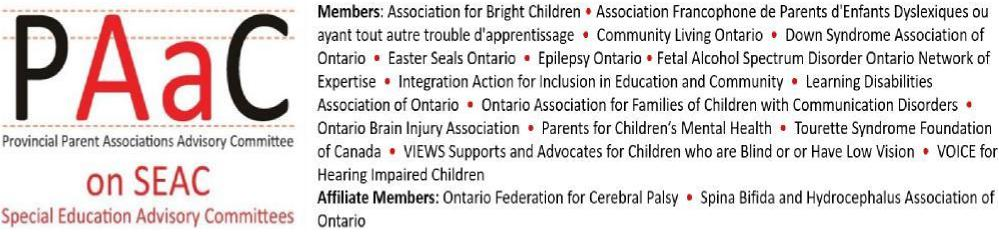 PAaC
Provincial Parent Associations Advisory Committee
on SEAC
Special Education Advisory Committees
Members: Association for Bright Children • Association Francophone de Parents d'Enfants Dyslexiques ou
ayant tout autre trouble d'apprentissage • Community Living Ontario • Down Syndrome Association of
Ontario • Easter Seals Ontario • Epilepsy Ontario • Fetal Alcohol Spectrum Disorder Ontario Network of
Expertise • Integration Action for Inclusion in Education and Community • Learning Disabilities
Association of Ontario • Ontario Association for Families of Children with Communication Disorders •
Ontario Brain Injury Association • Parents for Children's Mental Health • Tourette Syndrome Foundation
of Canada • VIEWS Supports and Advocates for Children who are Blind or or Have Low Vision • VOICE for
Hearing Impaired Children
Affiliate Members: Ontario Federation for Cerebral Palsy • Spina Bifida and Hydrocephalus Association of
Ontario